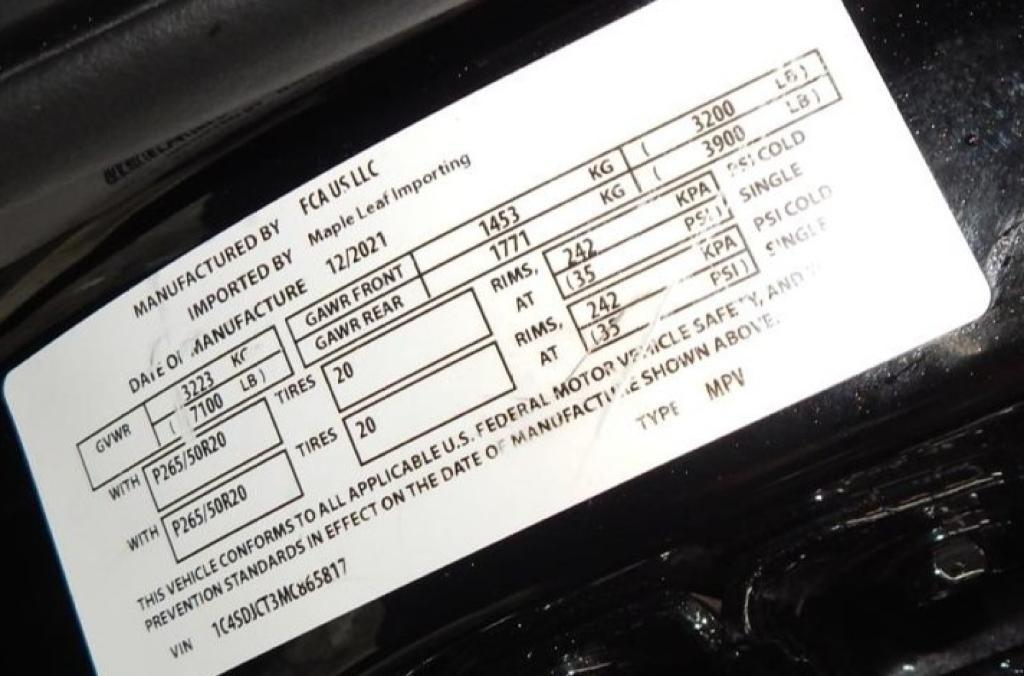 MANUFACTURED BY FCA US LLC
IMPORTED BY Maple Leaf Importing
DATE OF MANUFACTURE 12/2021
GVWR 3223 KG
( 7100 LB )
GAWR FRONT 1453 KG ( 3200 LB )
GAWR REAR 1771 KG ( 3900 LB )
WITH P265/50R20 TIRES 20 RIMS, AT 242 KPA (35 PSI ) PSI COLD SINGLE
WITH P265/50R20 TIRES 20 RIMS, AT 242 KPA (35 PSI ) PSI COLD SINGLE
THIS VEHICLE CONFORMS TO ALL APPLICABLE U.S. FEDERAL MOTOR VEHICLE SAFETY, AND
PREVENTION STANDARDS IN EFFECT ON THE DATE OF MANUFACTURE SHOWN ABOVE.
VIN 1C4SDJCT3MC865817 TYPE MPV